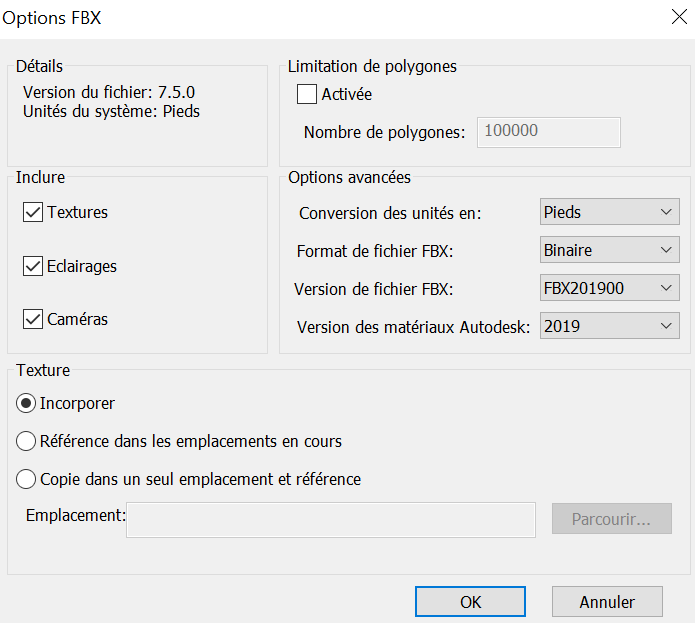 Options FBX
Détails
Version du fichier: 7.5.0
Unités du système: Pieds
Limitation de polygones
Activée
Nombre de polygones: 100000
Inclure
Textures
Eclairages
Caméras
Options avancées
Conversion des unités en: Pieds
Format de fichier FBX: Binaire
Version de fichier FBX: FBX201900
Version des matériaux Autodesk: 2019
Texture
Incorporer
Référence dans les emplacements en cours
Copie dans un seul emplacement et référence
Emplacement: Parcourir...
OK Annuler